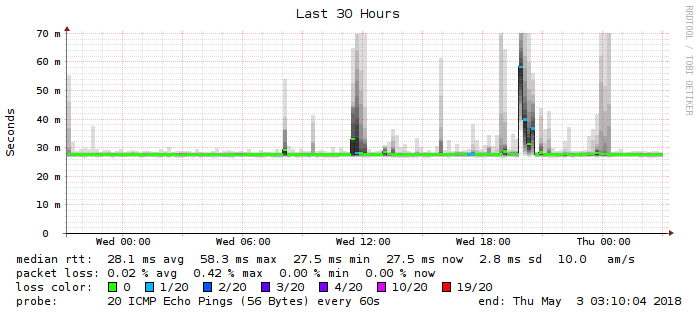 Last 30 Hours
RRDTOOL / TOBI OETIKER
Seconds
70 m
60 m
50 m
40 m
30 m
20 m
10 m
0
Wed 00:00 Wed 06:00 Wed 12:00 Wed 18:00 Thu 00:00
median rtt: 28.1 ms avg 58.3 ms max 27.5 ms min 27.5 ms now 2.8 ms sd 10.0 am/s
packet loss: 0.02 % avg 0.42 % max 0.00 % min 0.00 % now
loss color: 0 1/20 2/20 3/20 4/20 10/20 19/20
probe: 20 ICMP Echo Pings (56 Bytes) every 60s end: Thu May 3 03:10:04 2018